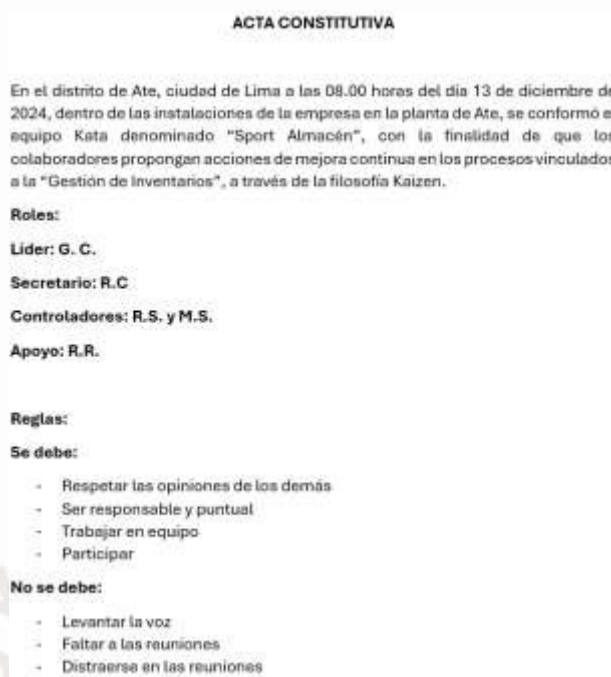 ACTA CONSTITUTIVA
En el distrito de Ate, ciudad de Lima a las 08.00 horas del día 13 de diciembre de
2024, dentro de las instalaciones de la empresa en la planta de Ate, se conformó e
equipo Kata denominado "Sport Almacén", con la finalidad de que los
colaboradores propongan acciones de mejora continua en los procesos vinculados
a la "Gestión de Inventarios", a través de la filosofía Kaizen.
Roles:
Líder: G. C.
Secretario: R.C
Controladores: R.S. y M.S.
Apoyo: R.R.
Reglas:
Se debe:
- Respetar las opiniones de los demás
- Ser responsable y puntual
- Trabajar en equipo
- Participar
No se debe:
- Levantar la voz
- Faltar a las reuniones
- Distraerse en las reuniones